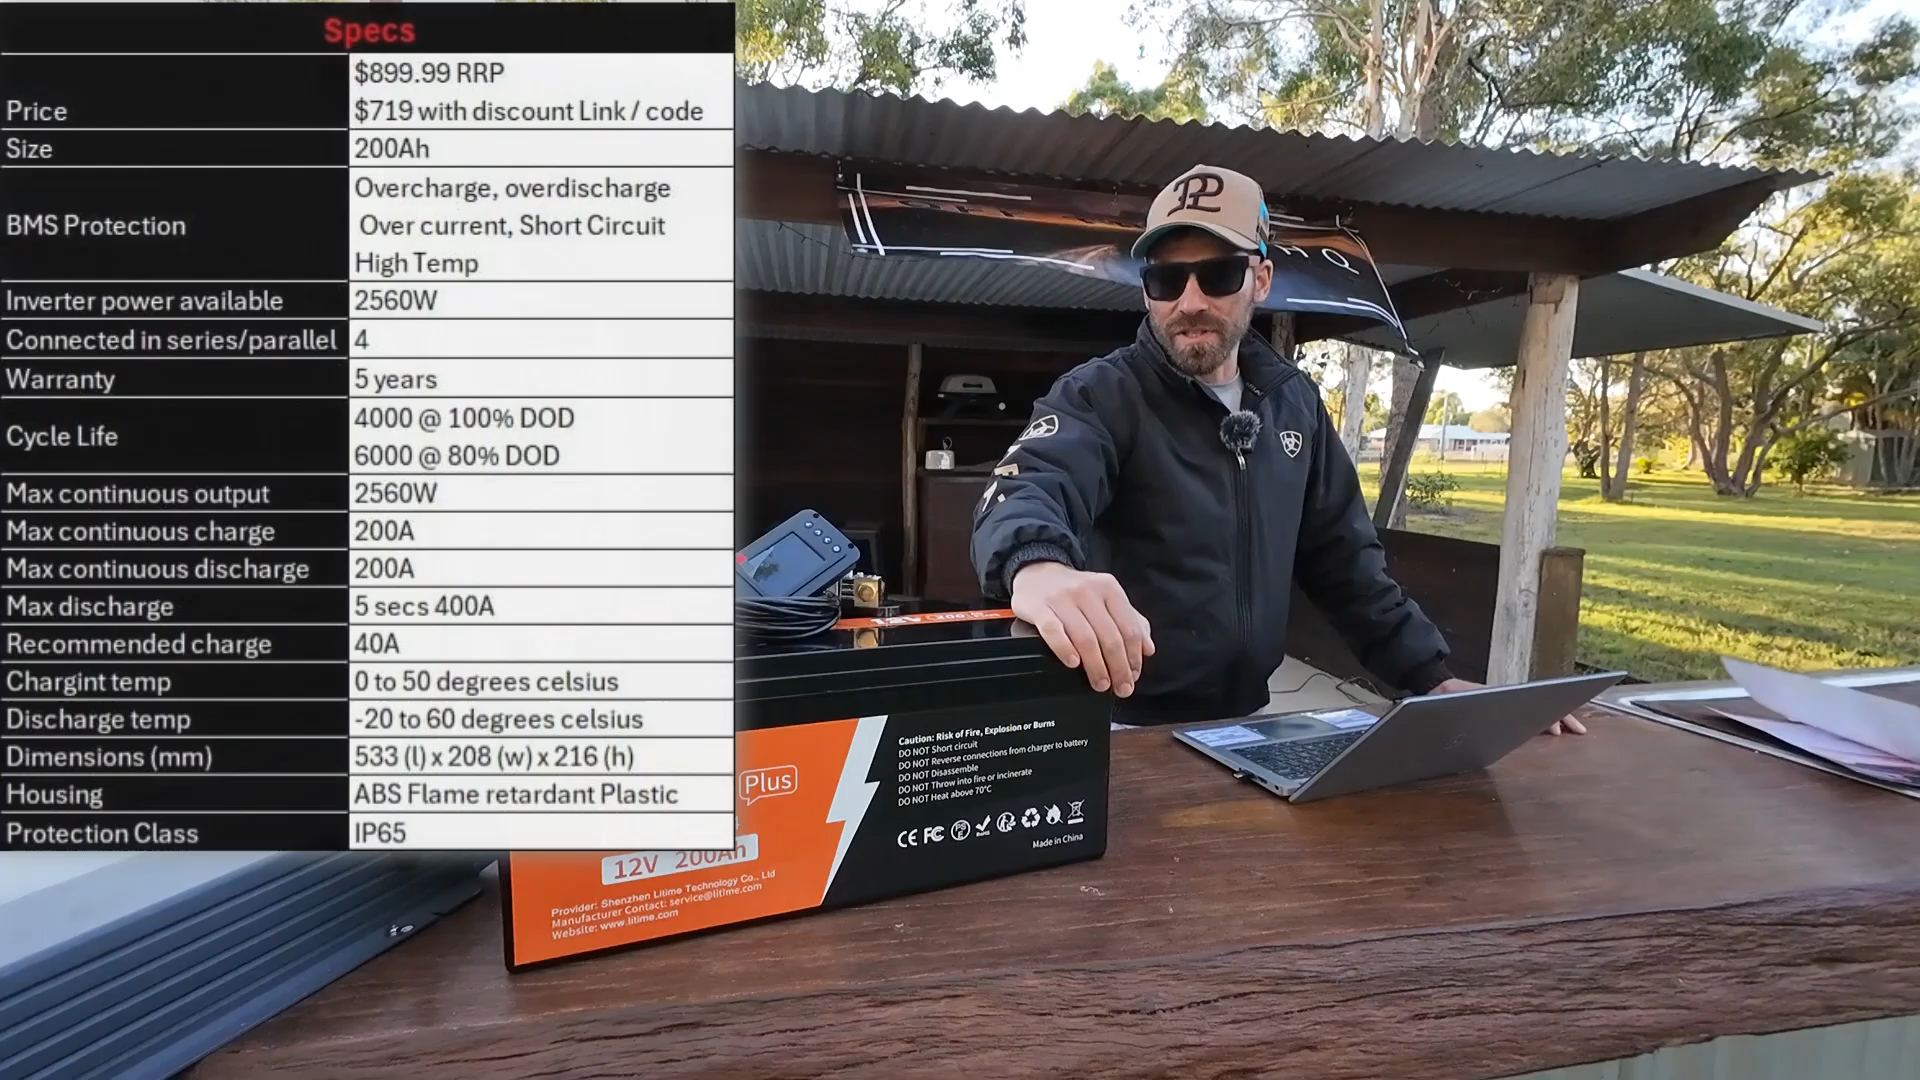 Specs
Price
$899.99 RRP
$719 with discount Link / code
Size
200Ah
BMS Protection
Overcharge, overdischarge
Over current, Short Circuit
High Temp
Inverter power available
2560W
Connected in series/parallel
4
Warranty
5 years
Cycle Life
4000 @ 100% DOD
6000 @ 80% DOD
Max continuous output
2560W
Max continuous charge
200A
Max continuous discharge
200A
Max discharge
5 secs 400A
Recommended charge
40A
Chargint temp
0 to 50 degrees celsius
Discharge temp
-20 to 60 degrees celsius
Dimensions (mm)
533 (l) x 208 (w) x 216 (h)
Housing
ABS Flame retardant Plastic
Protection Class
IP65
Plus
12V 200Ah
Provider: Shenzhen Litime Technology Co., Ltd
Manufacturer Contact: service@litime.com
Website: www.litime.com
Caution: Risk of Fire, Explosion or Burns
DO NOT Short circuit
DO NOT Reverse connections from charger to battery
DO NOT Disassemble
DO NOT Throw into fire or incinerate
DO NOT Heat above 70°C
CE FC
Made in China